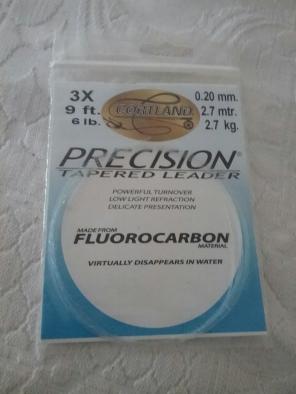 3X
9 ft.
6 lb.
CORTLAND
0.20 mm.
2.7 mtr.
2.7 kg.
PRECISION®
TAPERED LEADER
POWERFUL TURNOVER
LOW LIGHT REFRACTION
DELICATE PRESENTATION
MADE FROM
FLUOROCARBON
MATERIAL
VIRTUALLY DISAPPEARS IN WATER